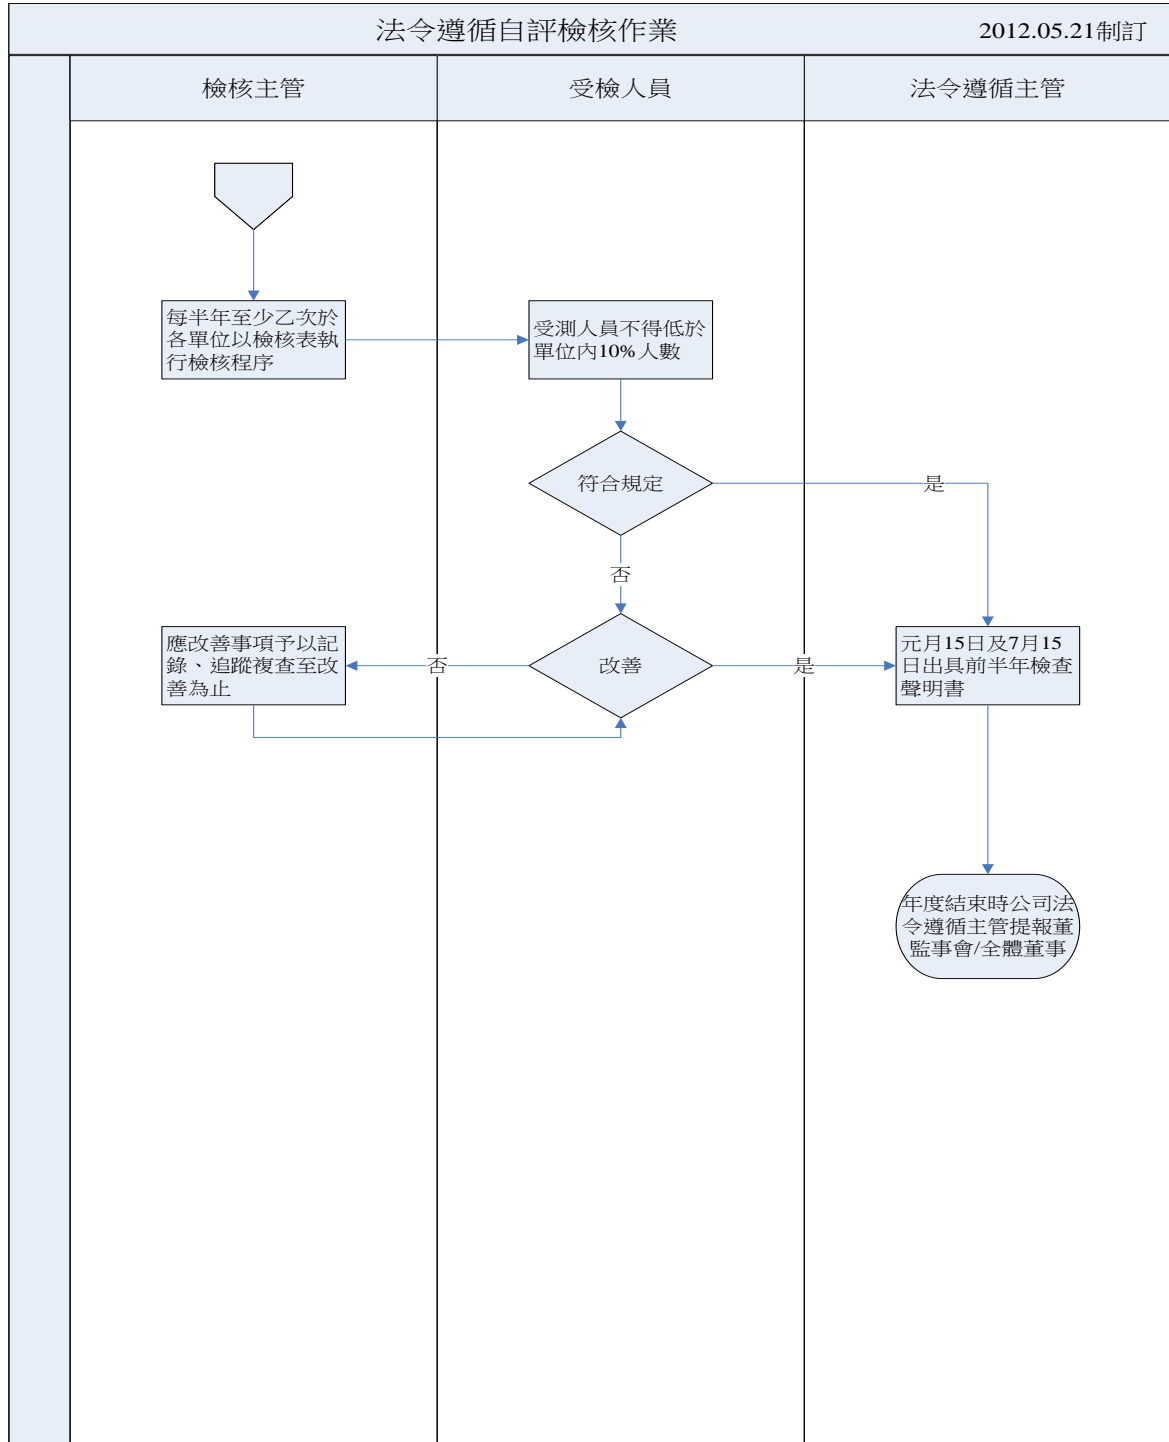 法令遵循自評檢核作業
2012.05.21制訂
檢核主管
受檢人員
法令遵循主管
每半年至少乙次於
各單位以檢核表執
行檢核程序
受測人員不得低於
單位內10%人數
符合規定
是
否
應改善事項予以記
錄、追蹤複查至改
善為止
否
改善
是
元月15日及7月15
日出具前半年檢查
聲明書
年度結束時公司法
令遵循主管提報董
監事會/全體董事